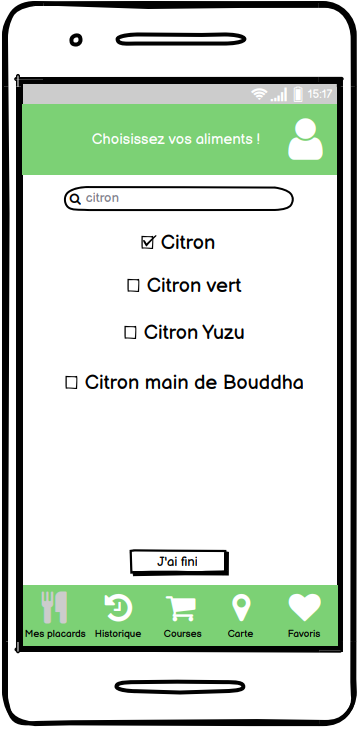 15:17
Choisissez vos aliments !
citron
Citron
Citron vert
Citron Yuzu
Citron main de Bouddha
J'ai fini
Mes placards Historique Courses Carte Favoris